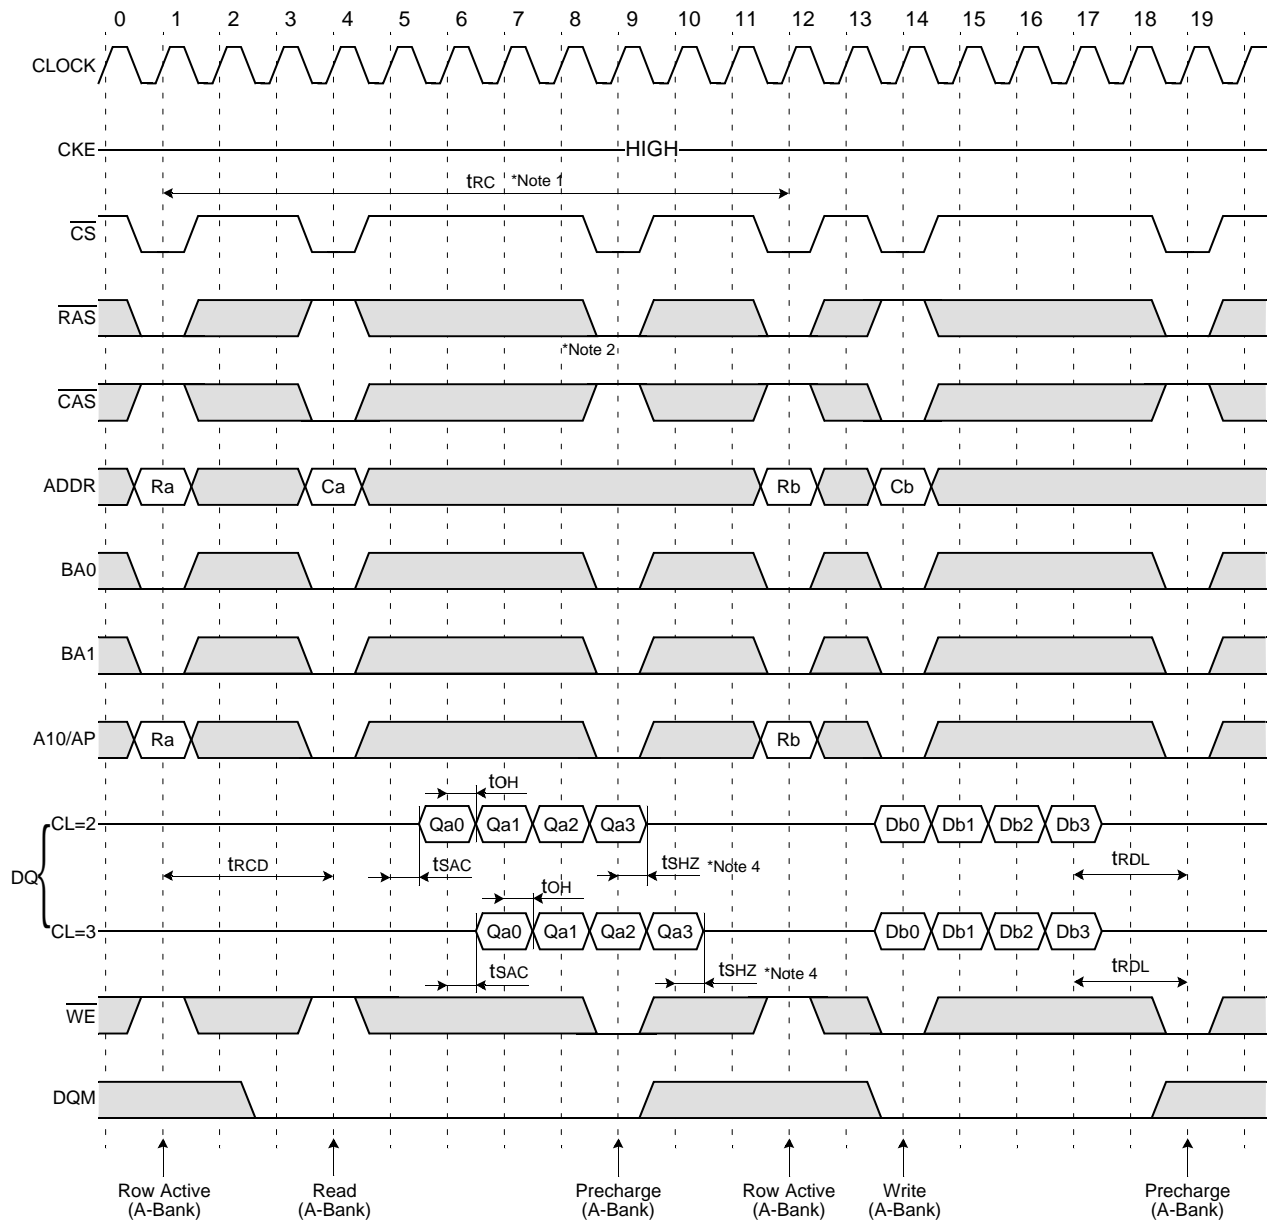 0 1 2 3 4 5 6 7 8 9 10 11 12 13 14 15 16 17 18 19
CLOCK
CKE HIGH
tRC *Note 1
CS
RAS
*Note 2
CAS
ADDR Ra Ca Rb Cb
BA0
BA1
A10/AP Ra Rb
tOH
CL=2 Qa0 Qa1 Qa2 Qa3 Db0 Db1 Db2 Db3
tRCD tSAC tSHZ *Note 4 tRDL
DQ
tOH
CL=3 Qa0 Qa1 Qa2 Qa3 Db0 Db1 Db2 Db3
tSAC tSHZ *Note 4 tRDL
WE
DQM
Row Active Read Precharge Row Active Write Precharge
(A-Bank) (A-Bank) (A-Bank) (A-Bank) (A-Bank) (A-Bank)